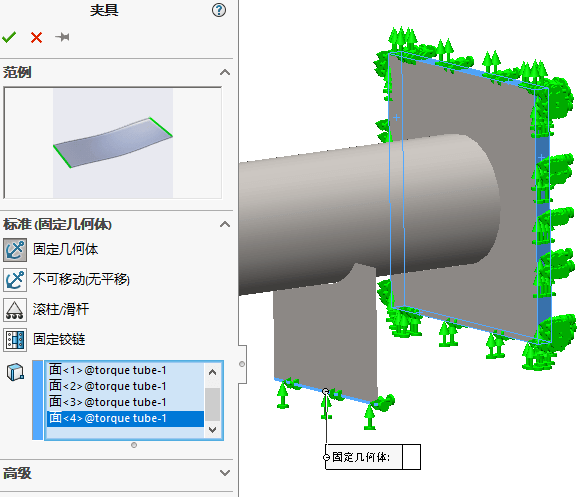 夹具
范例
标准(固定几何体)
固定几何体
不可移动(无平移)
滚柱/滑杆
固定铰链
面<1>@torque tube-1
面<2>@torque tube-1
面<3>@torque tube-1
面<4>@torque tube-1
固定几何体:
高级